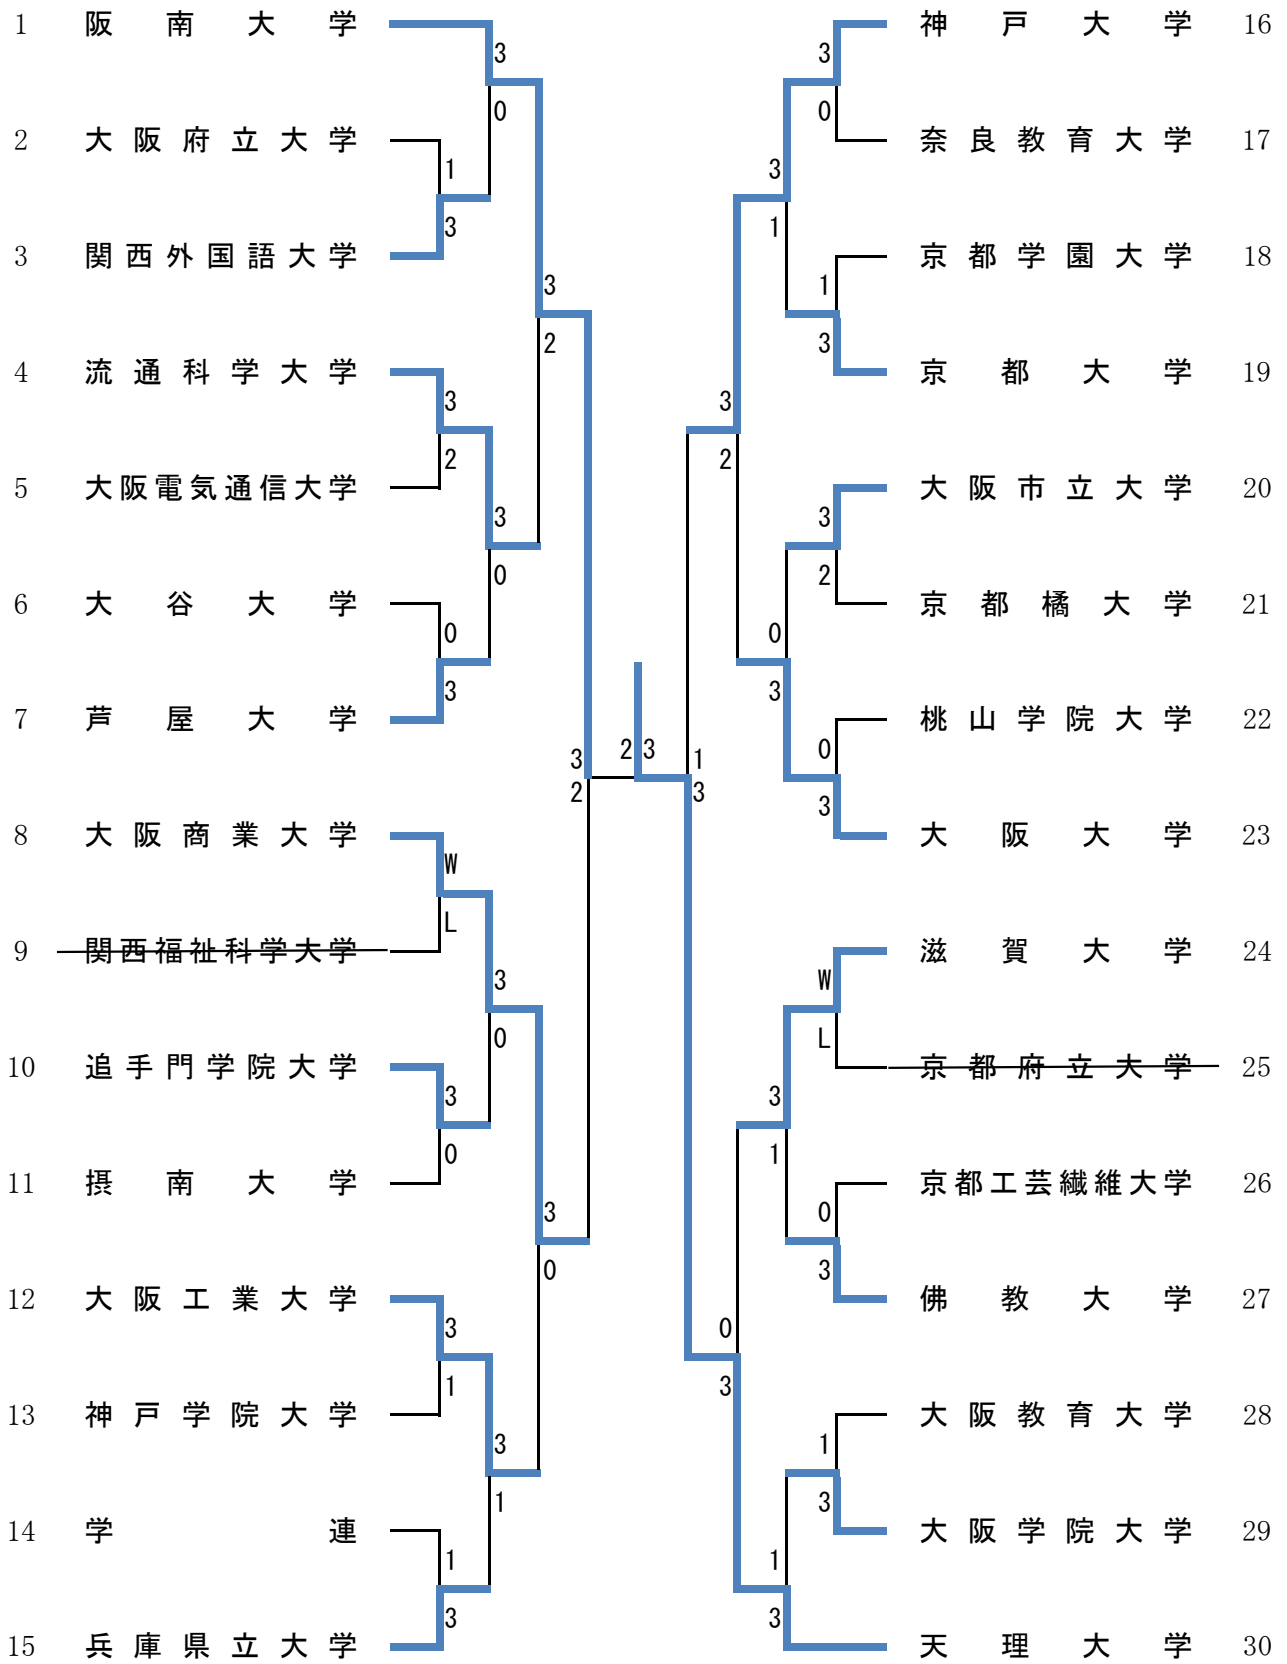 1 阪南大学 3 3 神戸大学 16
0 0
2 大阪府立大学 1 3 奈良教育大学 17
3 1
3 関西外国語大学 3 1 京都学園大学 18
2 3
4 流通科学大学 3 3 京都大学 19
2 2
5 大阪電気通信大学 3 3 大阪市立大学 20
0 2
6 大谷大学 0 0 京都橘大学 21
3 3
7 芦屋大学 3 2 3 1 0 桃山学院大学 22
2 3 3
8 大阪商業大学 W 大阪大学 23
L
9 関西福祉科学大学 3 W 滋賀大学 24
0 L
10 追手門学院大学 3 3 京都府立大学 25
0 1
11 摂南大学 3 0 京都工芸繊維大学 26
0 3
12 大阪工業大学 3 0 佛教大学 27
1 3
13 神戸学院大学 3 1 大阪教育大学 28
1 3
14 学連 1 1 大阪学院大学 29
3 3
15 兵庫県立大学 天理大学 30